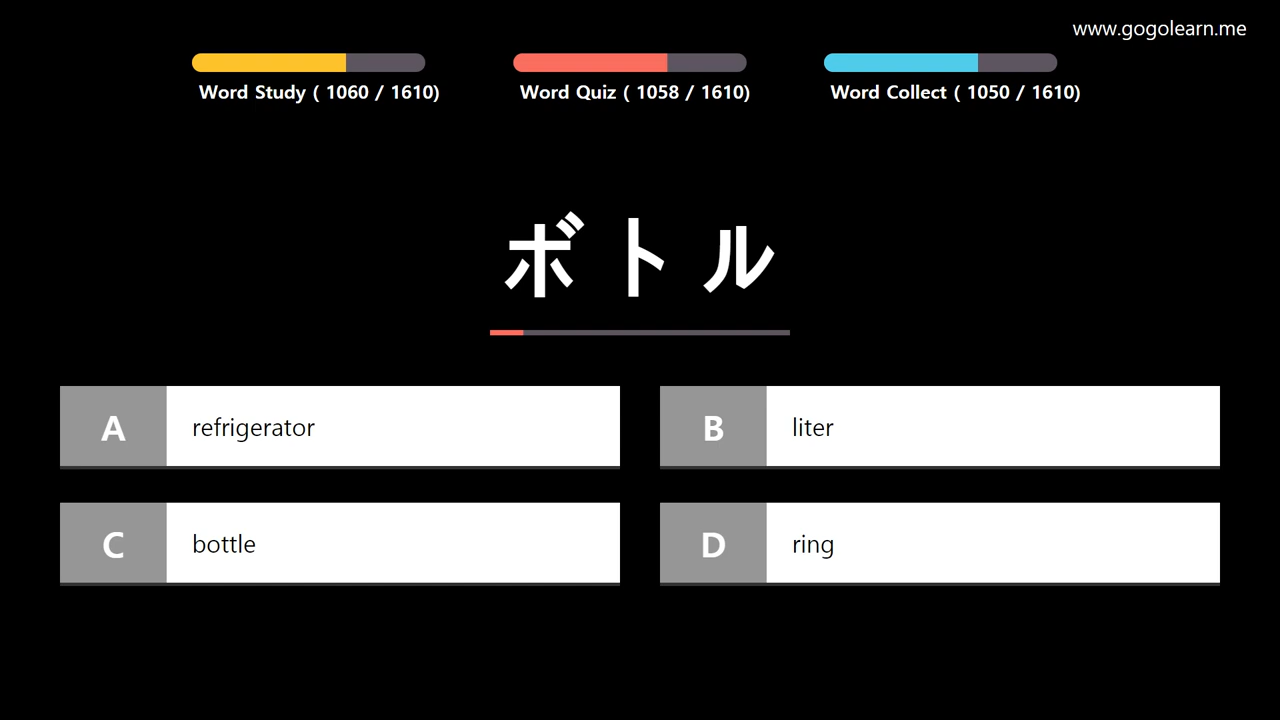 www.gogolearn.me
Word Study ( 1060 / 1610)
Word Quiz ( 1058 / 1610)
Word Collect ( 1050 / 1610)
ボトル
A refrigerator
B liter
C bottle
D ring